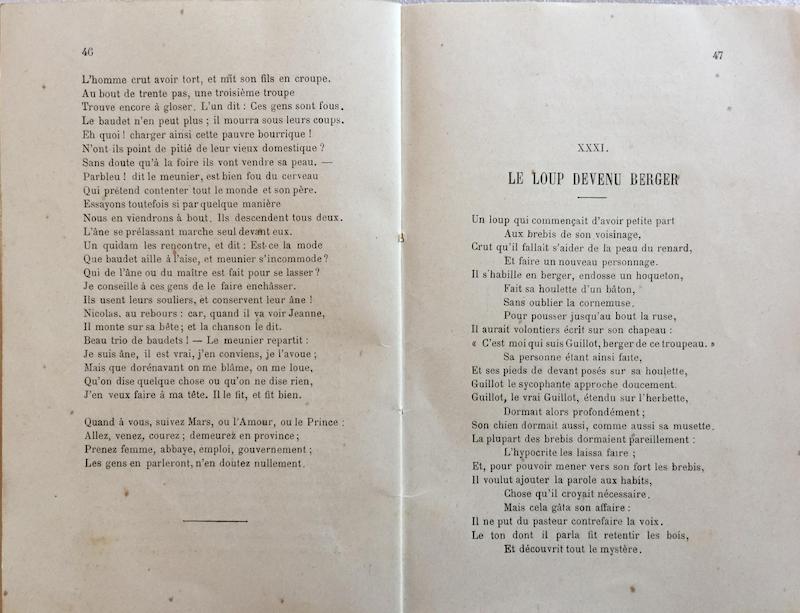 46
L'homme crut avoir tort, et mit son fils en croupe.
Au bout de trente pas, une troisième troupe
Trouve encore à gloser. L'un dit : Ces gens sont fous.
Le baudet n'en peut plus ; il mourra sous leurs coups.
Eh quoi ! charger ainsi cette pauvre bourrique !
N'ont ils point de pitié de leur vieux domestique ?
Sans doute qu'à la foire ils vont vendre sa peau. —
Parbleu ! dit le meunier, est bien fou du cerveau
Qui prétend contenter tout le monde et son père.
Essayons toutefois si par quelque manière
Nous en viendrons à bout. Ils descendent tous deux.
L'âne se prélassant marche seul devant eux.
Un quidam les rencontre, et dit : Est-ce la mode
Que baudet aille à l'aise, et meunier s'incommode ?
Qui de l'âne ou du maître est fait pour se lasser ?
Je conseille à ces gens de le faire enchâsser.
Ils usent leurs souliers, et conservent leur âne !
Nicolas, au rebours : car, quand il va voir Jeanne,
Il monte sur sa bête ; et la chanson le dit.
Beau trio de baudets ! — Le meunier repartit :
Je suis âne, il est vrai, j'en conviens, je l'avoue ;
Mais que dorénavant on me blâme, on me loue,
Qu'on dise quelque chose ou qu'on ne dise rien,
J'en veux faire à ma tête. Il le fit, et fit bien.
Quand à vous, suivez Mars, ou l'Amour, ou le Prince :
Allez, venez, courez ; demeurez en province ;
Prenez femme, abbaye, emploi, gouvernement ;
Les gens en parleront, n'en doutez nullement.
47
XXXI.
LE LOUP DEVENU BERGER
Un loup qui commençait d'avoir petite part
Aux brebis de son voisinage,
Crut qu'il fallait s'aider de la peau du renard,
Et faire un nouveau personnage.
Il s'habille en berger, endosse un hoqueton,
Fait sa houlette d'un bâton,
Sans oublier la cornemuse.
Pour pousser jusqu'au bout la ruse,
Il aurait volontiers écrit sur son chapeau :
« C'est moi qui suis Guillot, berger de ce troupeau. »
Sa personne étant ainsi faite,
Et ses pieds de devant posés sur sa houlette,
Guillot le sycophante approche doucement.
Guillot, le vrai Guillot, étendu sur l'herbette,
Dormait alors profondément ;
Son chien dormait aussi, comme aussi sa musette.
La plupart des brebis dormaient pareillement :
L'hypocrite les laissa faire ;
Et, pour pouvoir mener vers son fort les brebis,
Il voulut ajouter la parole aux habits,
Chose qu'il croyait nécessaire.
Mais cela gâta son affaire :
Il ne put du pasteur contrefaire la voix.
Le ton dont il parla fit retentir les bois,
Et découvrit tout le mystère.